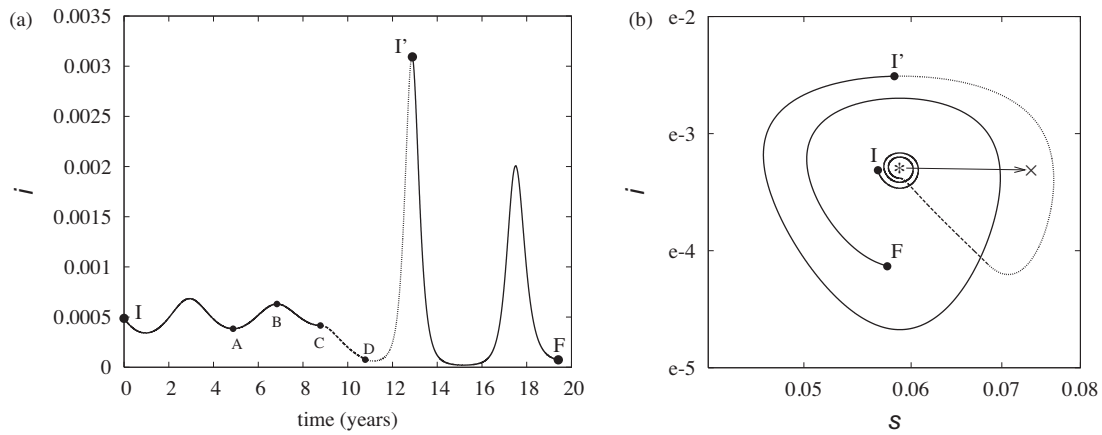 (a)
0.0035
0.003
0.0025
0.002
0.0015
0.001
0.0005
0
i
I
A
B
C
D
I’
F
0 2 4 6 8 10 12 14 16 18 20
time (years)
(b)
e-2
e-3
e-4
e-5
i
I’
I
*
×
F
0.05 0.06 0.07 0.08
s